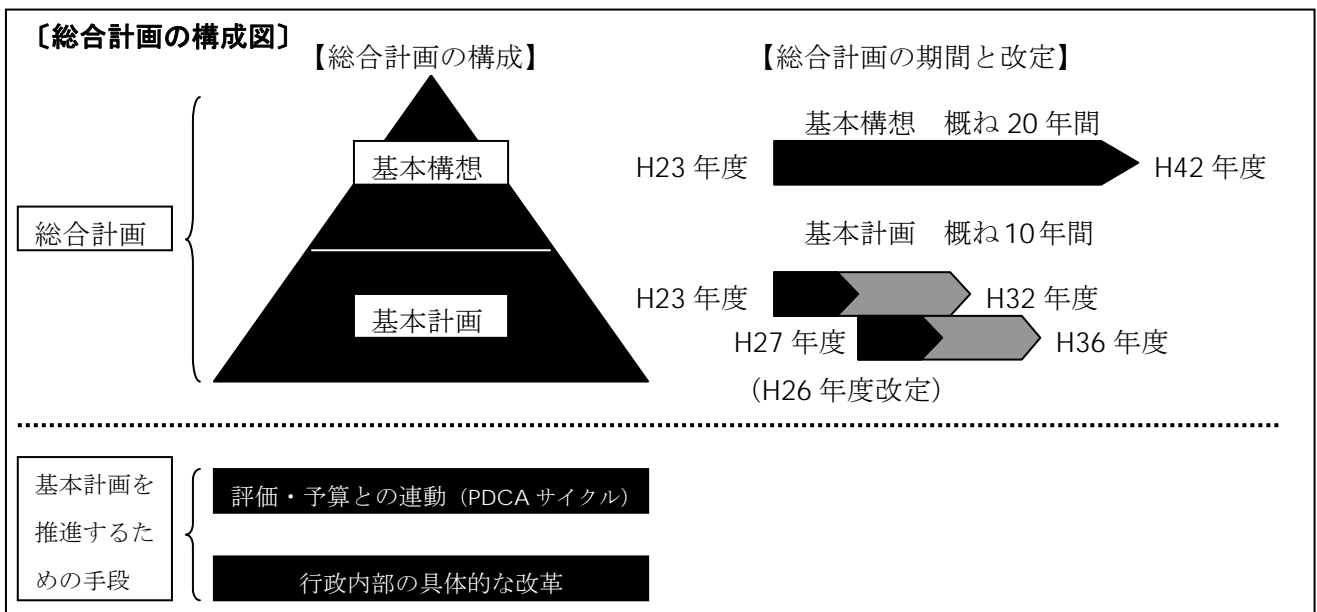 〔総合計画の構成図〕
【総合計画の構成】
基本構想
基本計画
総合計画
【総合計画の期間と改定】
基本構想　概ね 20 年間
H23 年度
H42 年度
基本計画　概ね 10 年間
H23 年度
H32 年度
H27 年度
H36 年度
（H26 年度改定）
基本計画を
推進するた
めの手段
評価・予算との連動（PDCA サイクル）
行政内部の具体的な改革